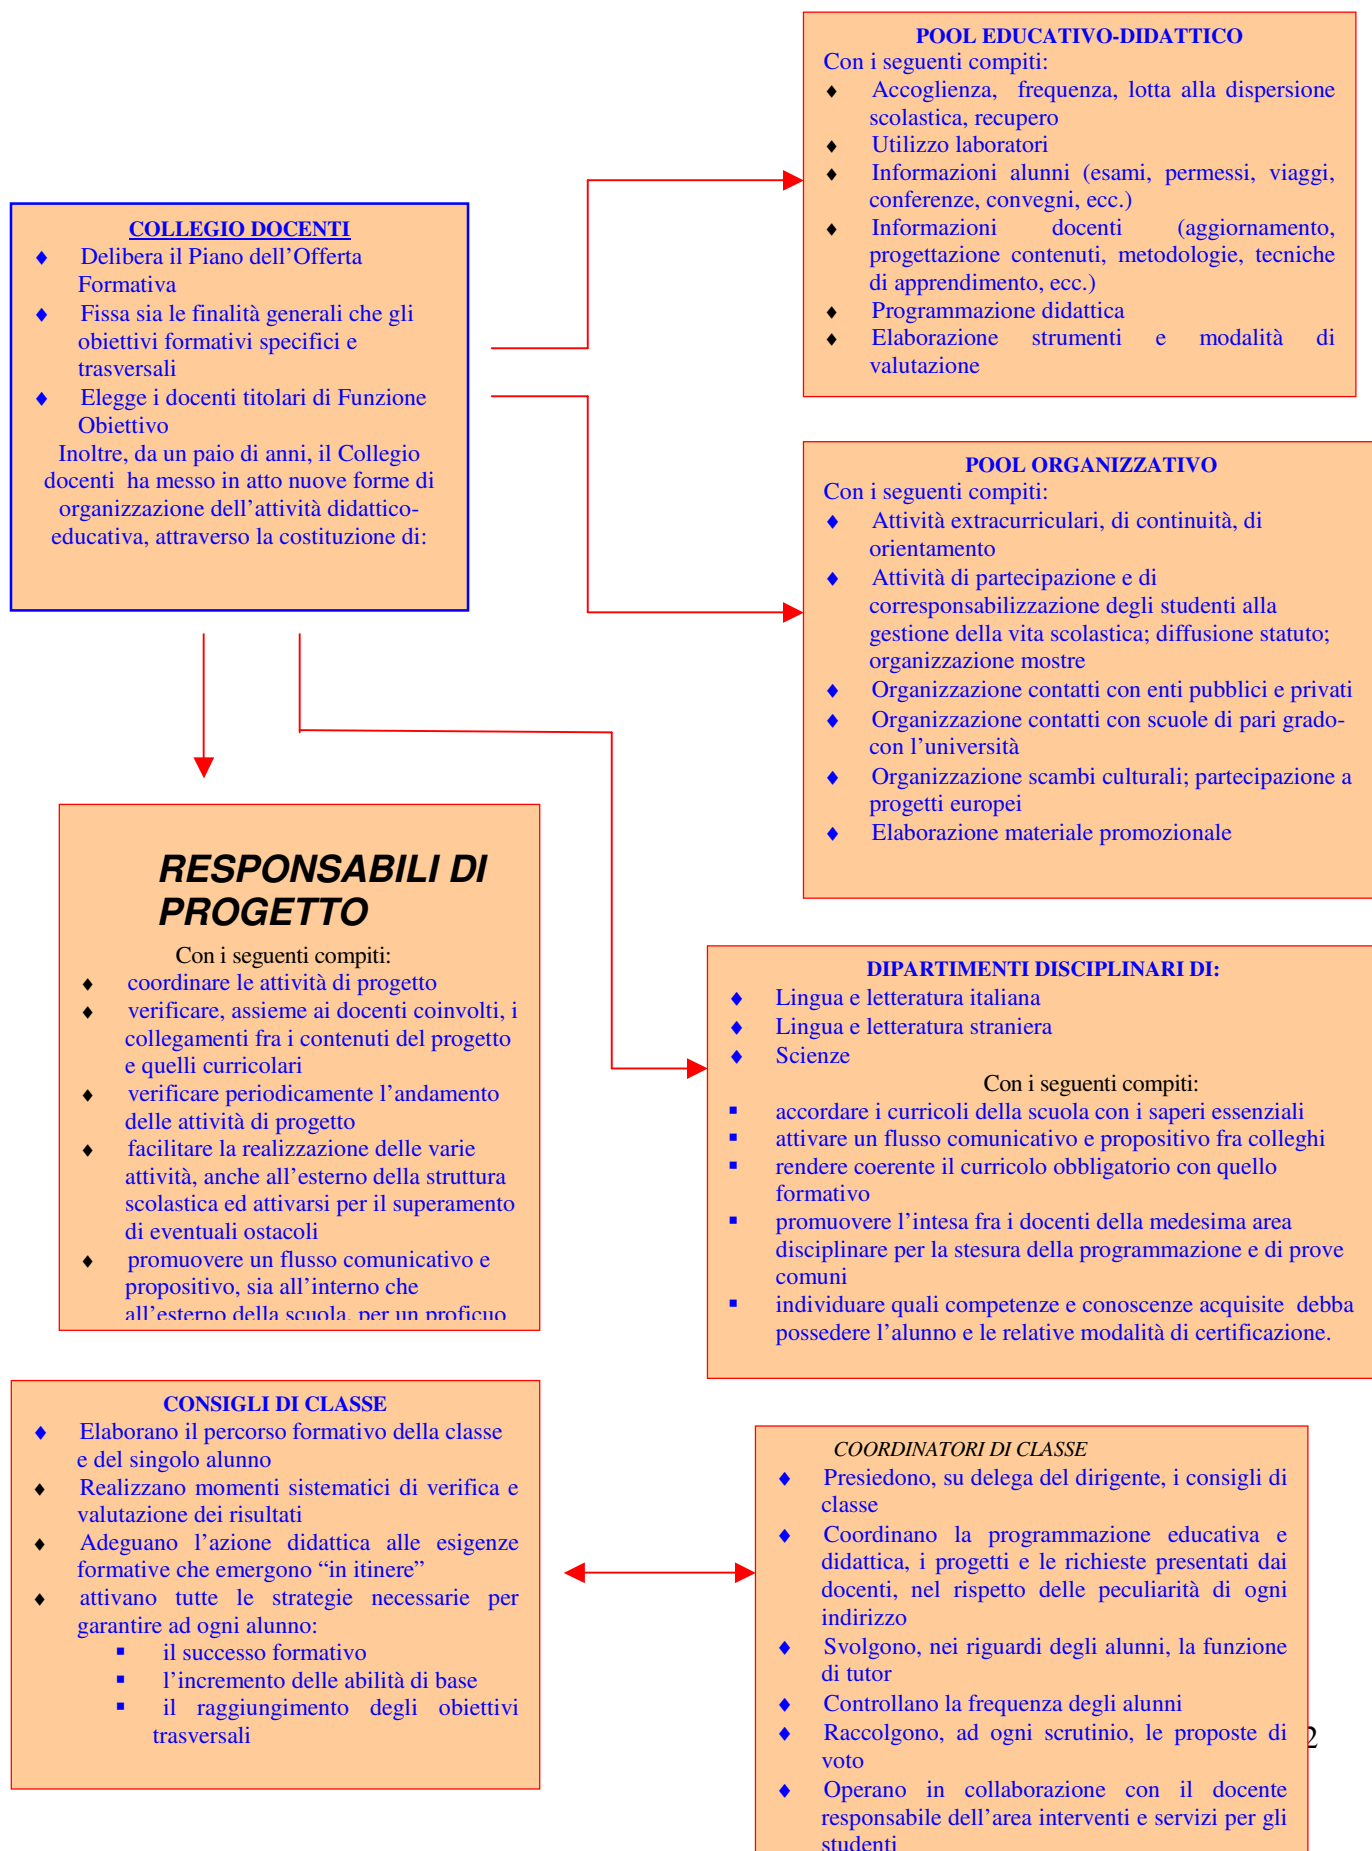 POOL EDUCATIVO-DIDATTICO
Con i seguenti compiti:
♦ Accoglienza, frequenza, lotta alla dispersione
scolastica, recupero
♦ Utilizzo laboratori
♦ Informazioni alunni (esami, permessi, viaggi,
conferenze, convegni, ecc.)
♦ Informazioni docenti (aggiornamento,
progettazione contenuti, metodologie, tecniche
di apprendimento, ecc.)
♦ Programmazione didattica
♦ Elaborazione strumenti e modalità di
valutazione
COLLEGIO DOCENTI
♦ Delibera il Piano dell’Offerta
Formativa
♦ Fissa sia le finalità generali che gli
obiettivi formativi specifici e
trasversali
♦ Elegge i docenti titolari di Funzione
Obiettivo
Inoltre, da un paio di anni, il Collegio
docenti ha messo in atto nuove forme di
organizzazione dell’attività didattico-
educativa, attraverso la costituzione di:
POOL ORGANIZZATIVO
Con i seguenti compiti:
♦ Attività extracurriculari, di continuità, di
orientamento
♦ Attività di partecipazione e di
corresponsabilizzazione degli studenti alla
gestione della vita scolastica; diffusione statuto;
organizzazione mostre
♦ Organizzazione contatti con enti pubblici e privati
♦ Organizzazione contatti con scuole di pari grado-
con l’università
♦ Organizzazione scambi culturali; partecipazione a
progetti europei
♦ Elaborazione materiale promozionale
RESPONSABILI DI
PROGETTO
Con i seguenti compiti:
♦ coordinare le attività di progetto
♦ verificare, assieme ai docenti coinvolti, i
collegamenti fra i contenuti del progetto
e quelli curricolari
♦ verificare periodicamente l’andamento
delle attività di progetto
♦ facilitare la realizzazione delle varie
attività, anche all’esterno della struttura
scolastica ed attivarsi per il superamento
di eventuali ostacoli
♦ promuovere un flusso comunicativo e
propositivo, sia all’interno che
all’esterno della scuola, per un proficuo
DIPARTIMENTI DISCIPLINARI DI:
♦ Lingua e letteratura italiana
♦ Lingua e letteratura straniera
♦ Scienze
Con i seguenti compiti:
▪ accordare i curricoli della scuola con i saperi essenziali
▪ attivare un flusso comunicativo e propositivo fra colleghi
▪ rendere coerente il curricolo obbligatorio con quello
formativo
▪ promuovere l’intesa fra i docenti della medesima area
disciplinare per la stesura della programmazione e di prove
comuni
▪ individuare quali competenze e conoscenze acquisite debba
possedere l’alunno e le relative modalità di certificazione.
CONSIGLI DI CLASSE
♦ Elaborano il percorso formativo della classe
e del singolo alunno
♦ Realizzano momenti sistematici di verifica e
valutazione dei risultati
♦ Adeguano l’azione didattica alle esigenze
formative che emergono “in itinere”
♦ attivano tutte le strategie necessarie per
garantire ad ogni alunno:
▪ il successo formativo
▪ l’incremento delle abilità di base
▪ il raggiungimento degli obiettivi
trasversali
COORDINATORI DI CLASSE
♦ Presiedono, su delega del dirigente, i consigli di
classe
♦ Coordinano la programmazione educativa e
didattica, i progetti e le richieste presentati dai
docenti, nel rispetto delle peculiarità di ogni
indirizzo
♦ Svolgono, nei riguardi degli alunni, la funzione
di tutor
♦ Controllano la frequenza degli alunni
♦ Raccolgono, ad ogni scrutinio, le proposte di
voto
♦ Operano in collaborazione con il docente
responsabile dell’area interventi e servizi per gli
studenti
2